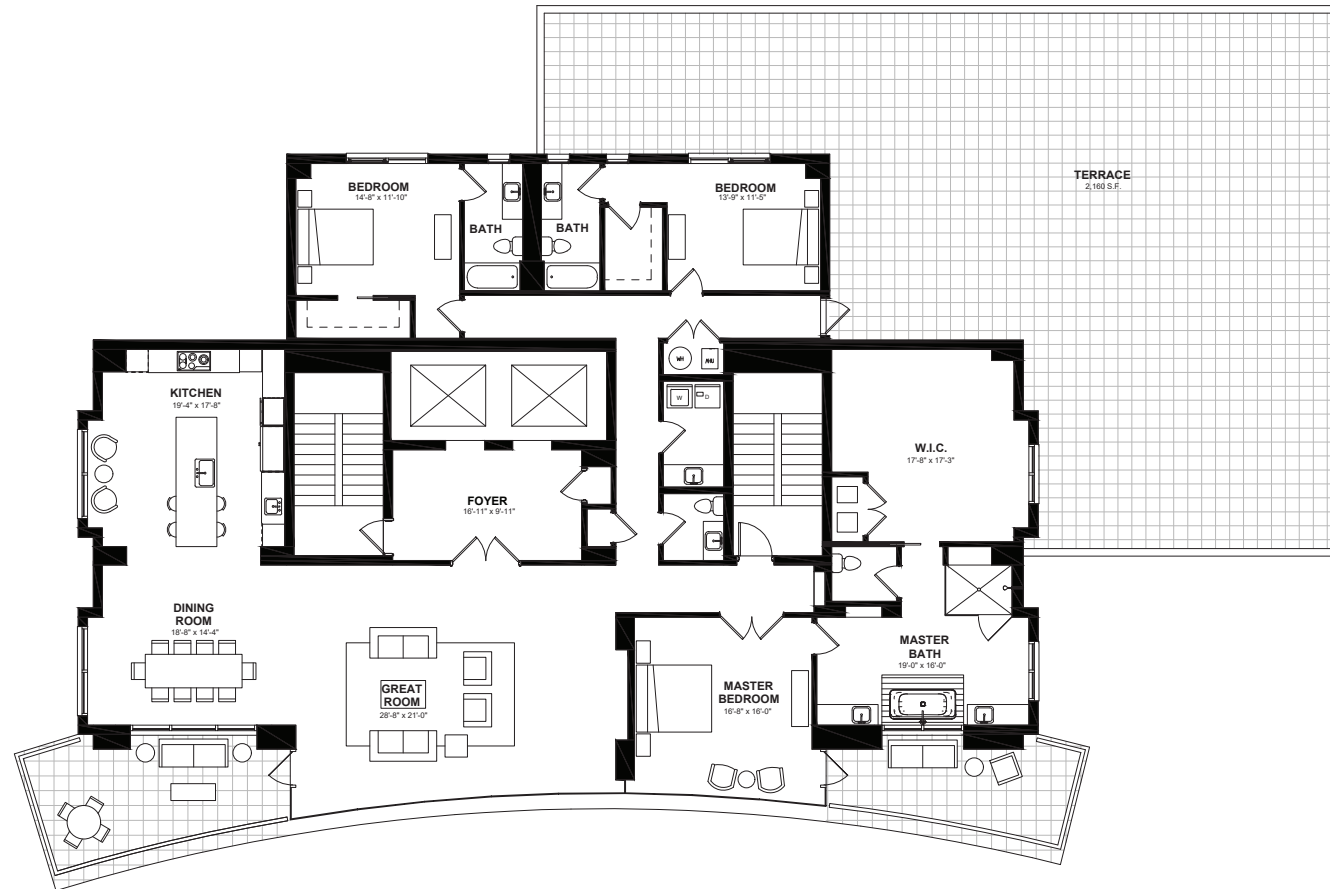 TERRACE
2,160 S.F.
BEDROOM
14'-8" x 11'-10"
BEDROOM
13'-9" x 11'-5"
BATH
BATH
WH
AHU
KITCHEN
19'-4" x 17'-8"
W
D
W.I.C.
17'-8" x 17'-3"
FOYER
16'-11" x 9'-11"
DINING
ROOM
18'-8" x 14'-4"
MASTER
BATH
19'-0" x 16'-0"
GREAT
ROOM
28'-8" x 21'-0"
MASTER
BEDROOM
16'-8" x 16'-0"